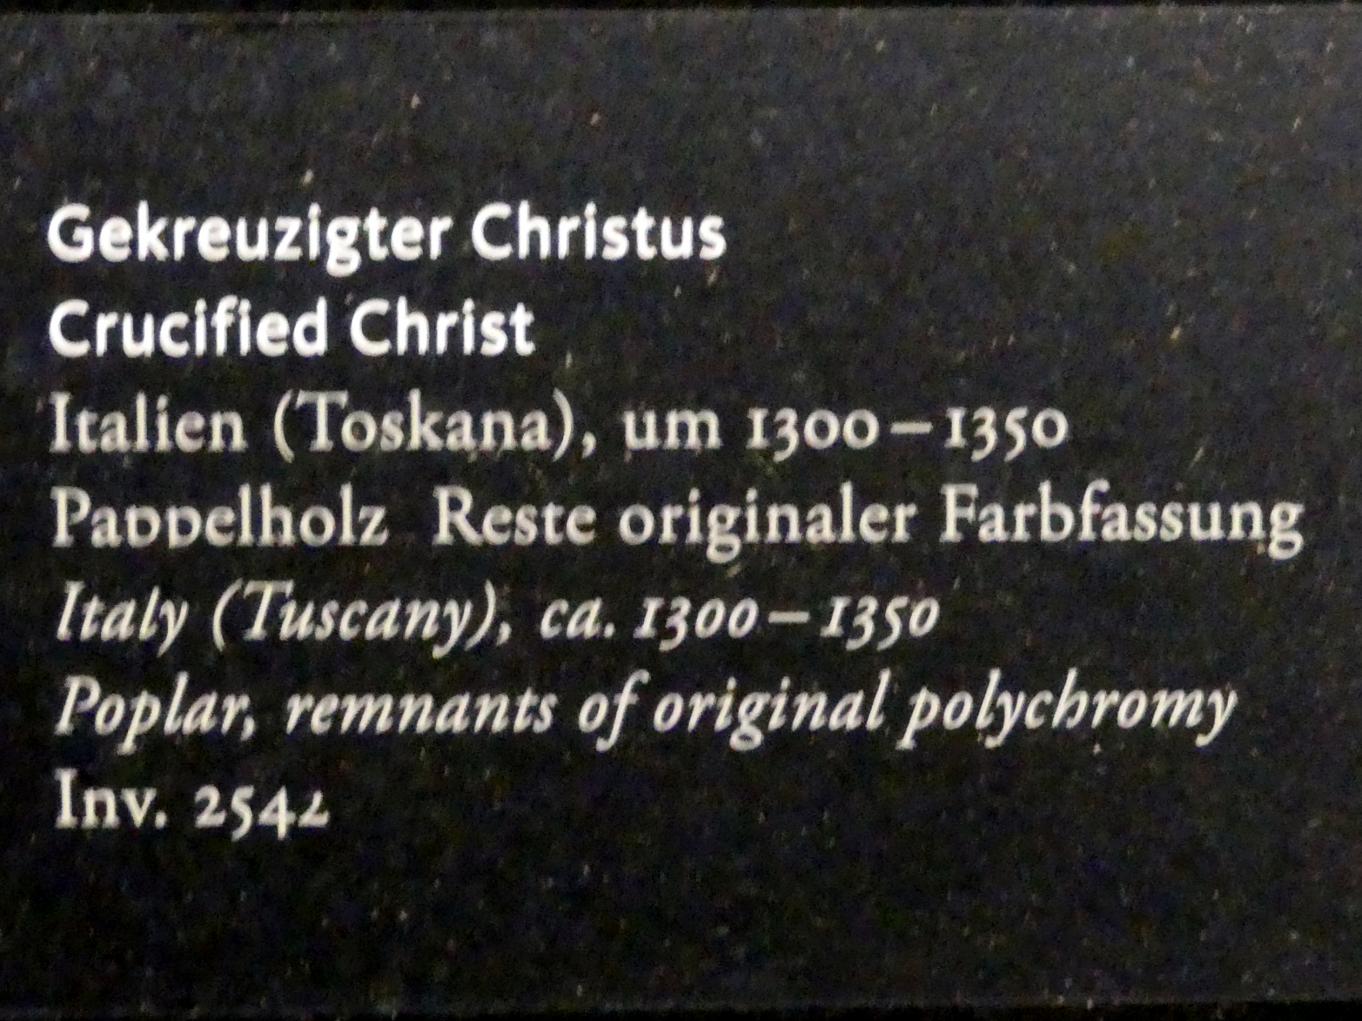 Gekreuzigter Christus
Crucified Christ
Italien (Toskana), um 1300–1350
Pappelholz Reste originaler Farbfassung
Italy (Tuscany), ca. 1300–1350
Poplar, remnants of original polychromy
Inv. 2542